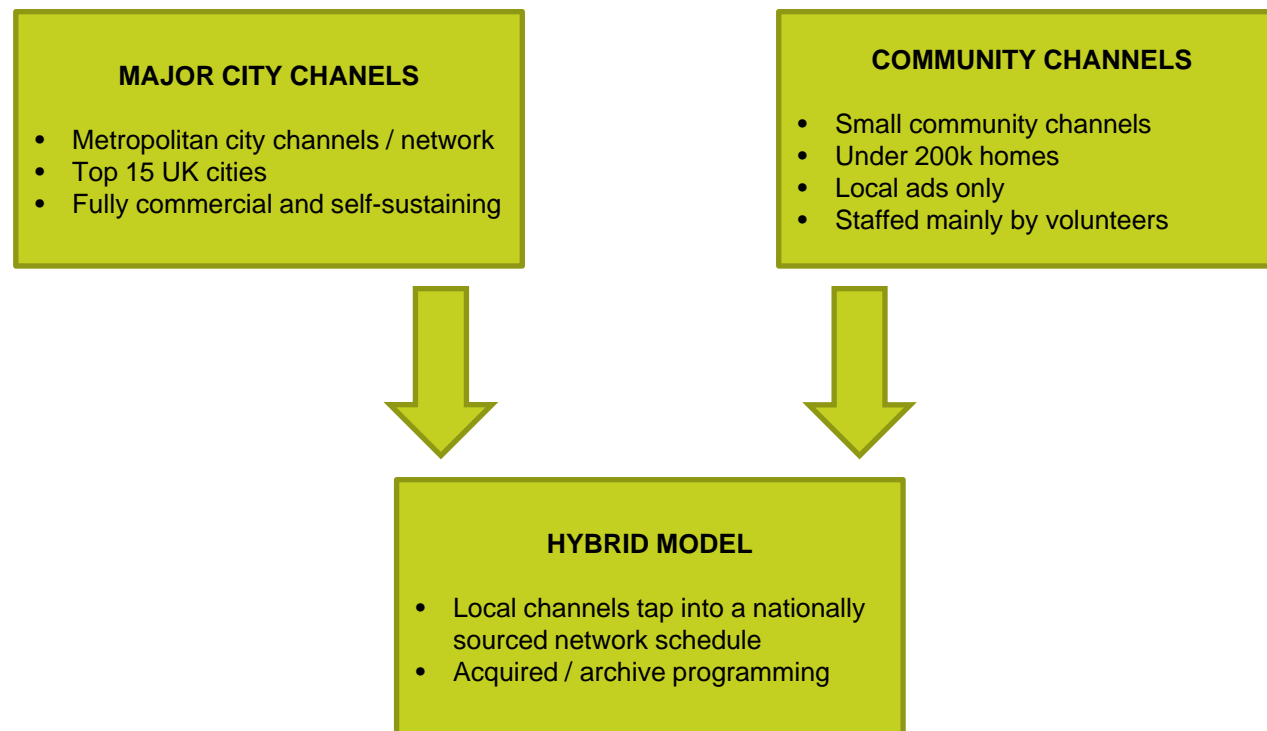 MAJOR CITY CHANELS
• Metropolitan city channels / network
• Top 15 UK cities
• Fully commercial and self-sustaining
COMMUNITY CHANNELS
• Small community channels
• Under 200k homes
• Local ads only
• Staffed mainly by volunteers
HYBRID MODEL
• Local channels tap into a nationally
sourced network schedule
• Acquired / archive programming